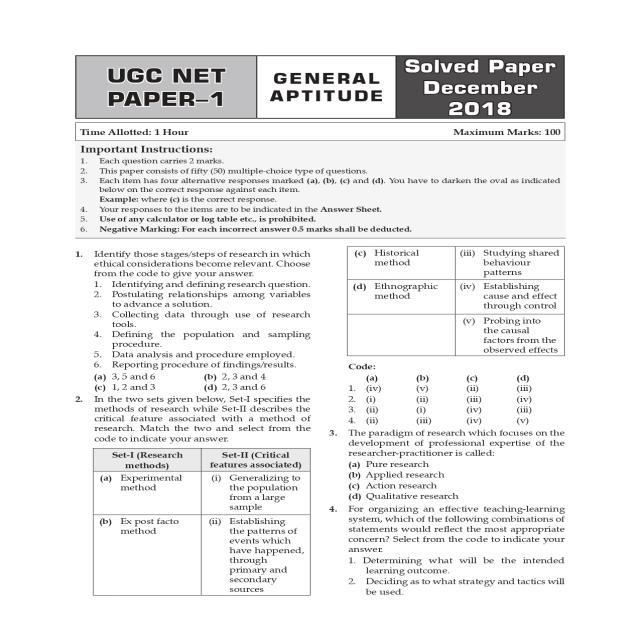 UGC NET
PAPER–1
GENERAL
APTITUDE
Solved Paper
December
2018
Time Allotted: 1 Hour Maximum Marks: 100
Important Instructions:
1. Each question carries 2 marks.
2. This paper consists of fifty (50) multiple-choice type of questions.
3. Each item has four alternative responses marked (a), (b), (c) and (d). You have to darken the oval as indicated
below on the correct response against each item.
Example: where (c) is the correct response.
4. Your responses to the items are to be indicated in the Answer Sheet.
5. Use of any calculator or log table etc., is prohibited.
6. Negative Marking: For each incorrect answer 0.5 marks shall be deducted.
1. Identify those stages/steps of research in which
ethical considerations become relevant. Choose
from the code to give your answer.
1. Identifying and defining research question.
2. Postulating relationships among variables
to advance a solution.
3. Collecting data through use of research
tools.
4. Defining the population and sampling
procedure.
5. Data analysis and procedure employed.
6. Reporting procedure of findings/results.
(a) 3, 5 and 6 (b) 2, 3 and 4
(c) 1, 2 and 3 (d) 2, 3 and 6
2. In the two sets given below, Set-I specifies the
methods of research while Set-II describes the
critical feature associated with a method of
research. Match the two and select from the
code to indicate your answer.
Set-I (Research
methods)
Set-II (Critical
features associated)
(a) Experimental
method
(i) Generalizing to
the population
from a large
sample
(b) Ex post facto
method
(ii) Establishing
the patterns of
events which
have happened,
through
primary and
secondary
sources
(c) Historical
method
(iii) Studying shared
behaviour
patterns
(d) Ethnographic
method
(iv) Establishing
cause and effect
through control
(v) Probing into
the causal
factors from the
observed effects
Code:
(a) (b) (c) (d)
1. (iv) (v) (ii) (iii)
2. (i) (ii) (iii) (iv)
3. (ii) (i) (iv) (iii)
4. (ii) (iii) (iv) (v)
3. The paradigm of research which focuses on the
development of professional expertise of the
researcher-practitioner is called:
(a) Pure research
(b) Applied research
(c) Action research
(d) Qualitative research
4. For organizing an effective teaching-learning
system, which of the following combinations of
statements would reflect the most appropriate
concern? Select from the code to indicate your
answer.
1. Determining what will be the intended
learning outcome.
2. Deciding as to what strategy and tactics will
be used.